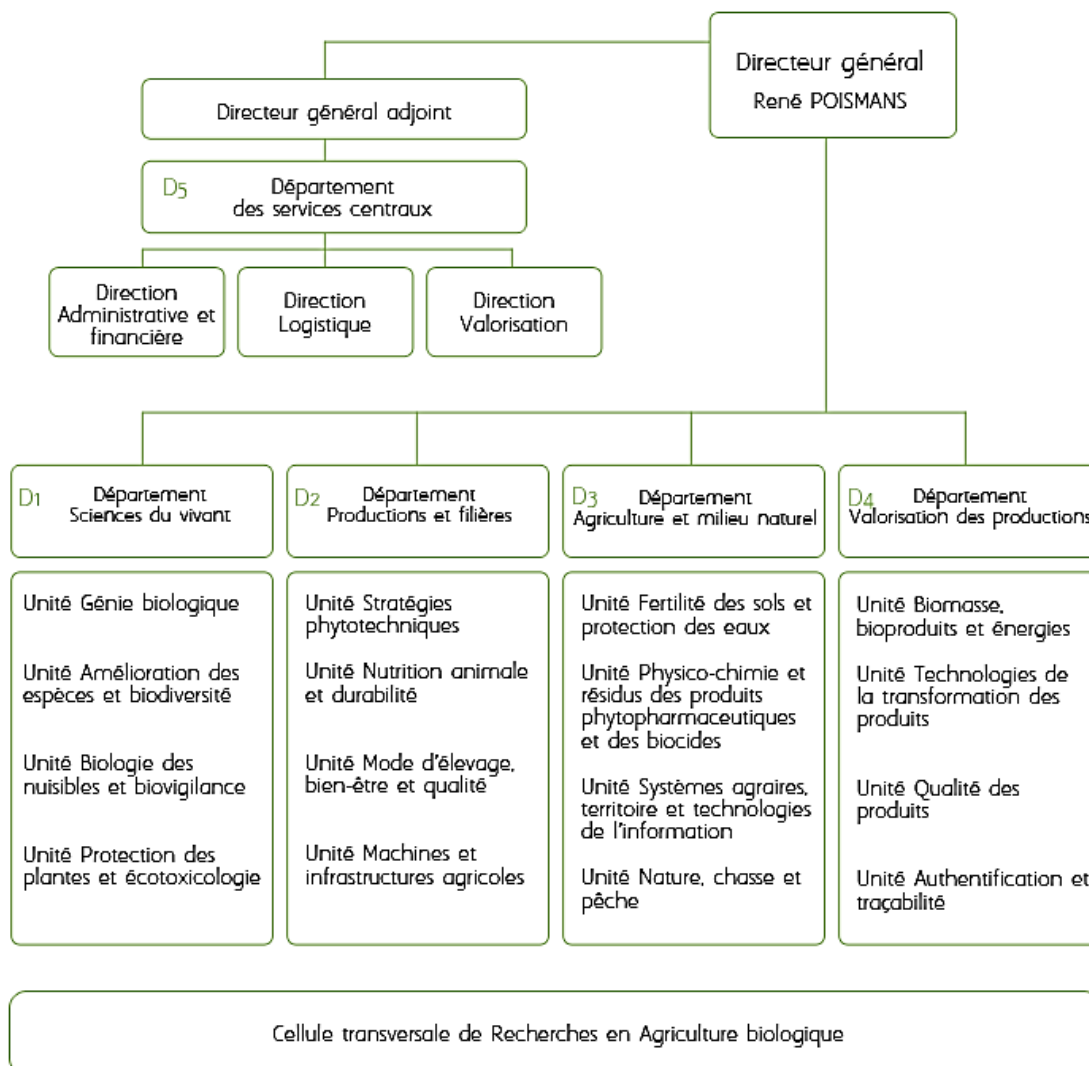 Directeur général
René POISMANS
Directeur général adjoint
D5
Département
des services centraux
Direction
Administrative et
financière
Direction
Logistique
Direction
Valorisation
D1
Département
Sciences du vivant
D2
Département
Productions et filières
D3
Département
Agriculture et milieu naturel
D4
Département
Valorisation des productions
Unité Génie biologique
Unité Amélioration des
espèces et biodiversité
Unité Biologie des
nuisibles et biovigilance
Unité Protection des
plantes et écotoxicologie
Unité Stratégies
phytotechniques
Unité Nutrition animale
et durabilité
Unité Mode d'élevage,
bien-être et qualité
Unité Machines et
infrastructures agricoles
Unité Fertilité des sols et
protection des eaux
Unité Physico-chimie et
résidus des produits
phytopharmaceutiques
et des biocides
Unité Systèmes agraires,
territoire et technologies
de l'information
Unité Nature, chasse et
pêche
Unité Biomasse,
bioproduits et énergies
Unité Technologies de
la transformation des
produits
Unité Qualité des
produits
Unité Authentification et
traçabilité
Cellule transversale de Recherches en Agriculture biologique